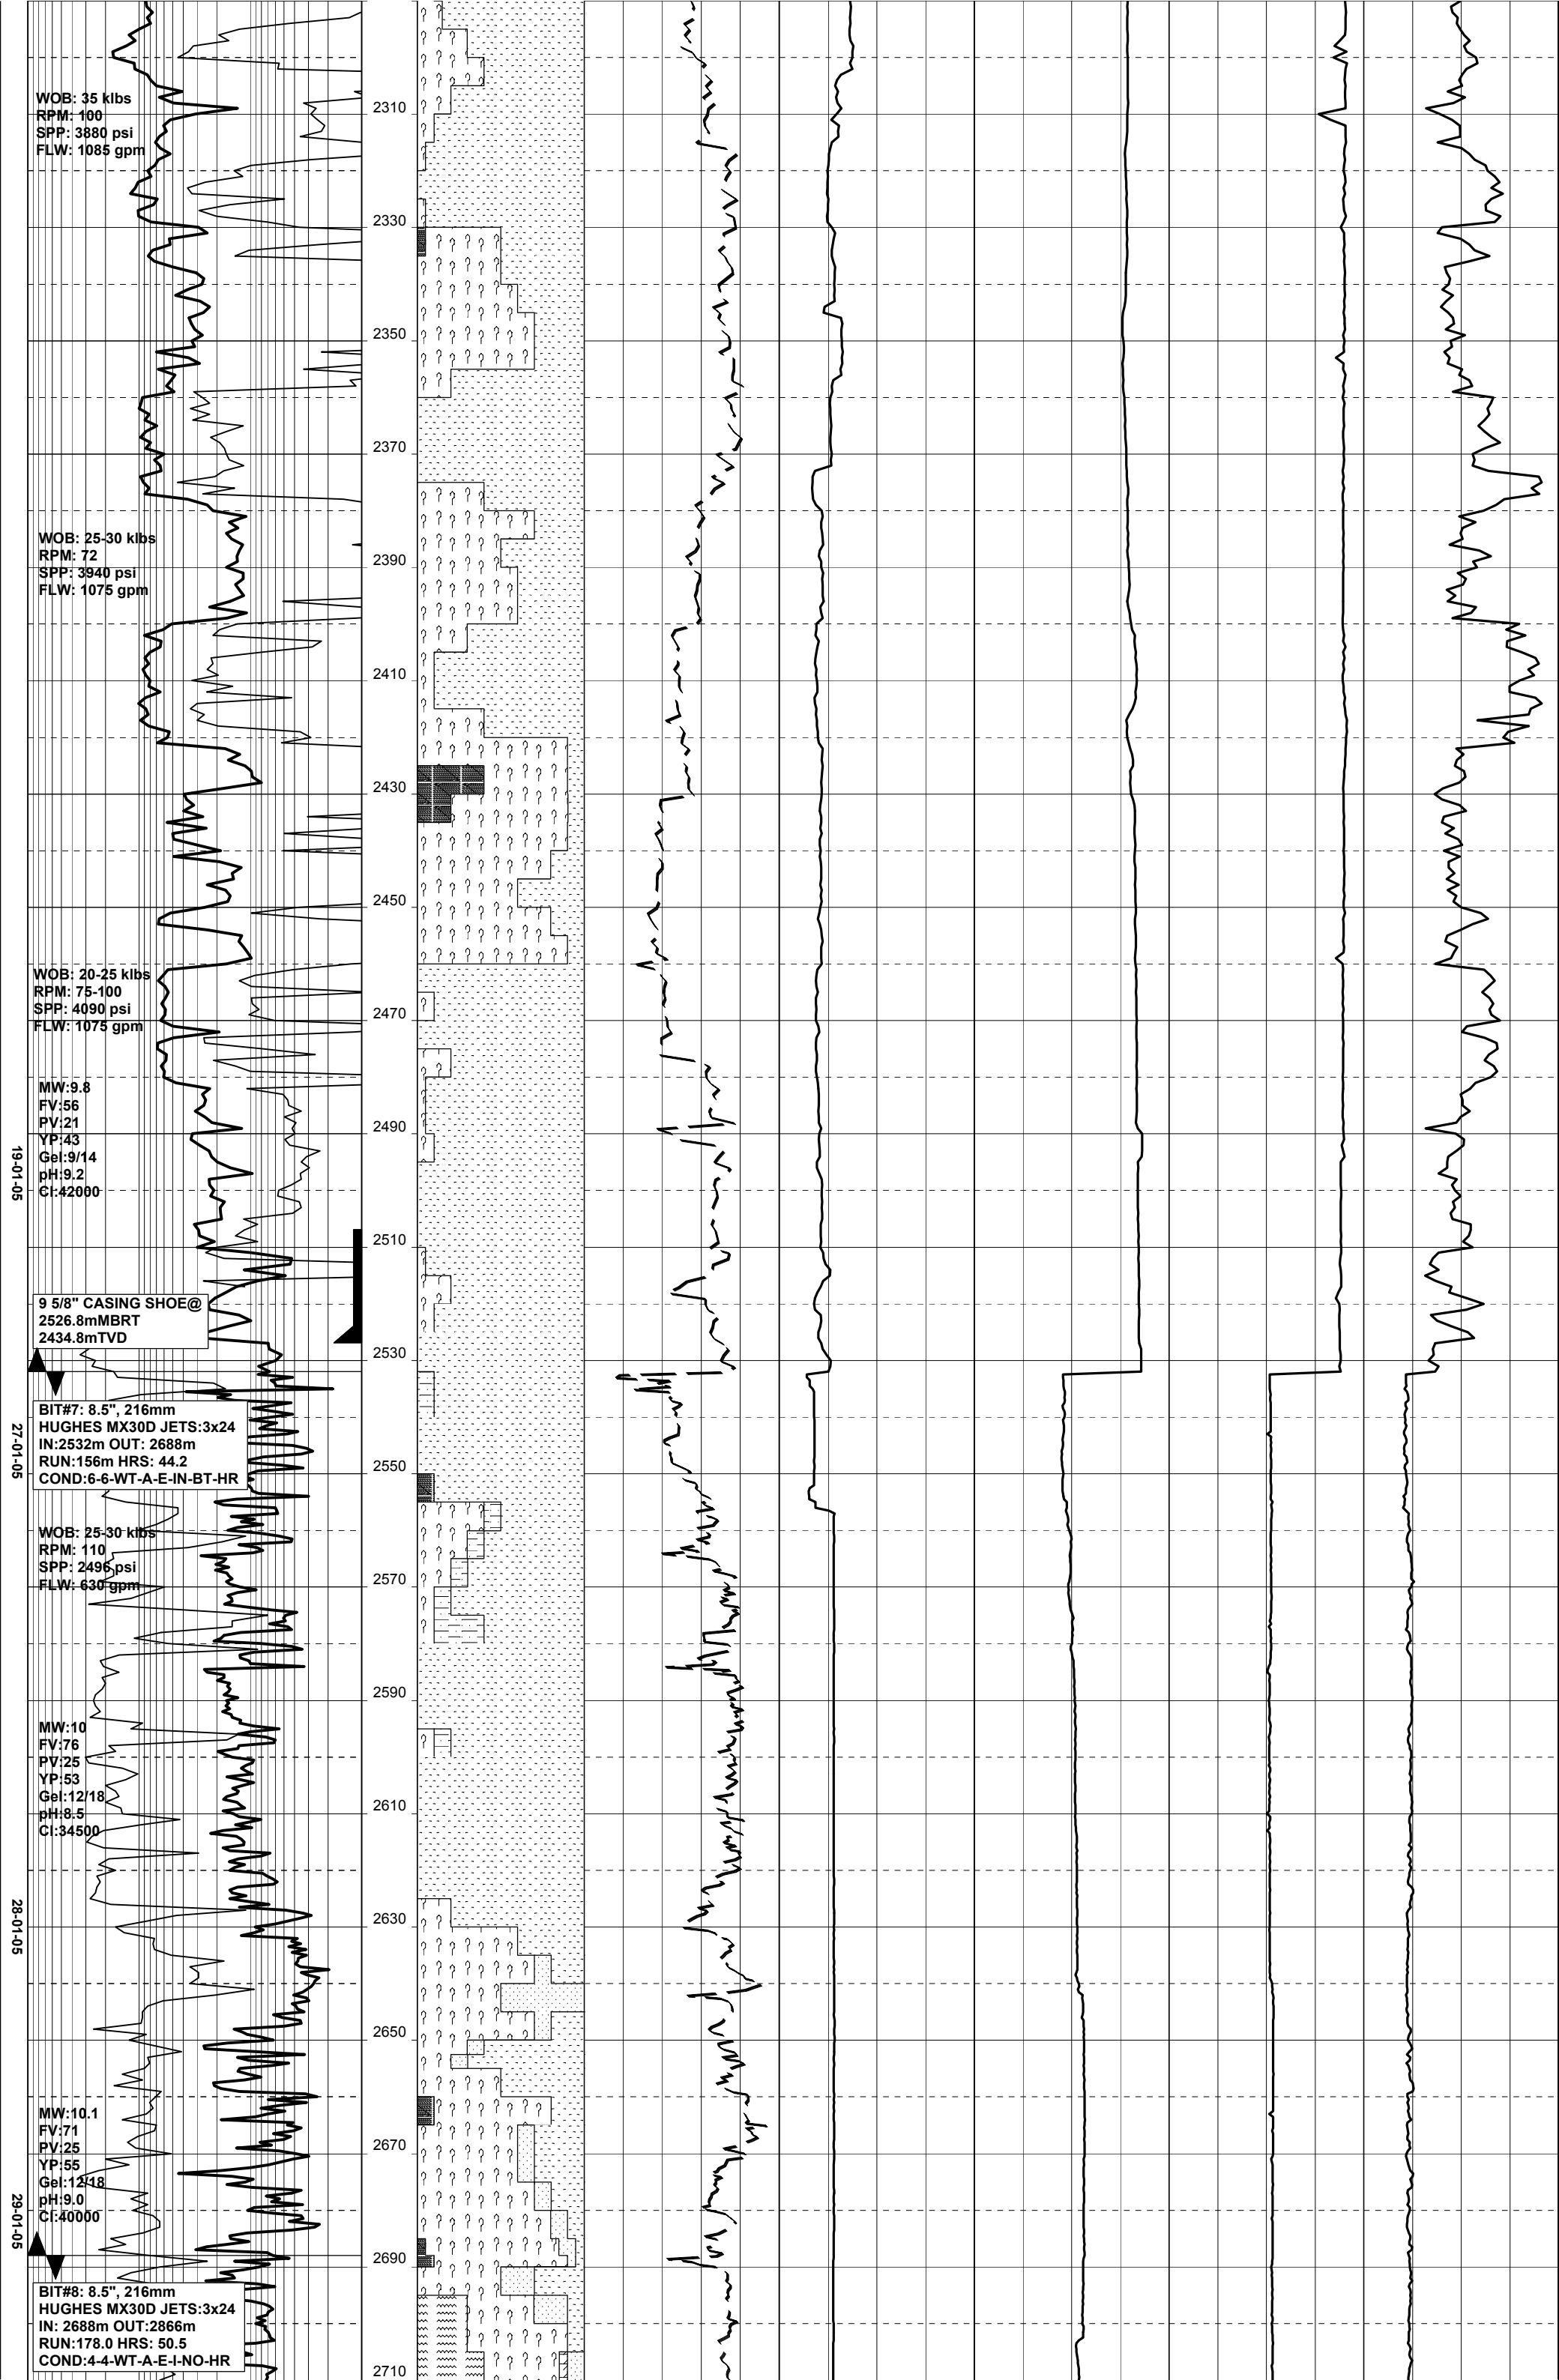 WOB: 35 klbs
RPM: 100
SPP: 3880 psi
FLW: 1085 gpm
2310
2330
2350
2370
WOB: 25-30 klbs
RPM: 72
SPP: 3940 psi
FLW: 1075 gpm
2390
2410
2430
2450
WOB: 20-25 klbs
RPM: 75-100
SPP: 4090 psi
FLW: 1075 gpm
2470
MW:9.8
FV:56
PV:21
YP:43
Gel:9/14
pH:9.2
Cl:42000
2490
19-01-05
2510
9 5/8" CASING SHOE@
2526.8mMBRT
2434.8mTVD
2530
BIT#7: 8.5", 216mm
HUGHES MX30D JETS:3x24
IN:2532m OUT: 2688m
RUN:156m HRS: 44.2
COND:6-6-WT-A-E-IN-BT-HR
27-01-05
2550
WOB: 25-30 klbs
RPM: 110
SPP: 2496 psi
FLW: 630 gpm
2570
2590
MW:10
FV:76
PV:25
YP:53
Gel:12/18
pH:8.5
Cl:34500
2610
28-01-05
2630
2650
MW:10.1
FV:71
PV:25
YP:55
Gel:12/18
pH:9.0
Cl:40000
2670
29-01-05
2690
BIT#8: 8.5", 216mm
HUGHES MX30D JETS:3x24
IN: 2688m OUT:2866m
RUN:178.0 HRS: 50.5
COND:4-4-WT-A-E-I-NO-HR
2710